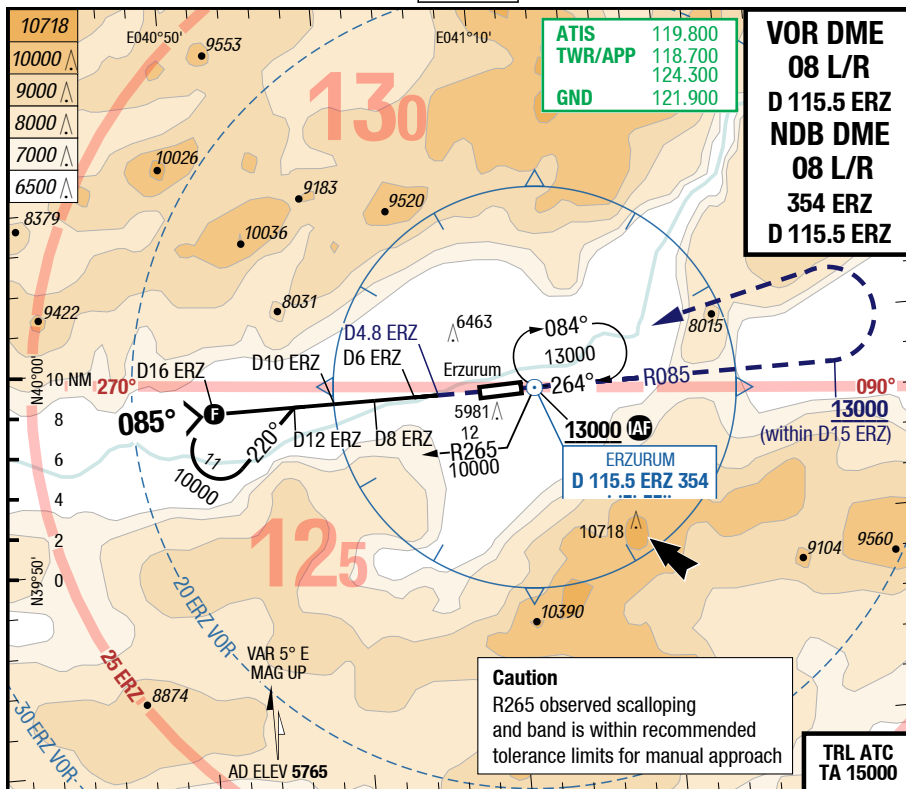 10718
10000
9000
8000
7000
6500
E040°50'
E041°10'
9553
130
ATIS 119.800
TWR/APP 118.700
124.300
GND 121.900
VOR DME
08 L/R
D 115.5 ERZ
NDB DME
08 L/R
354 ERZ
D 115.5 ERZ
10026
9183
9520
8379
10036
8031
9422
6463
8015
D4.8 ERZ
D10 ERZ
D6 ERZ
D16 ERZ
084°
13000
264°
Erzurum
R085
N40°00'
10 NM
270°
090°
085°
F
8
5981
12
13000 IAF
13000
(within D15 ERZ)
220°
D12 ERZ
D8 ERZ
R265
10000
11
10000
6
4
2
0
ERZURUM
D 115.5 ERZ 354
N39°50'
125
10718
9104
9560
10390
20 ERZ VOR
25 ERZ
30 ERZ VOR
8874
VAR 5° E
MAG UP
AD ELEV 5765
Caution
R265 observed scalloping
and band is within recommended
tolerance limits for manual approach
TRL ATC
TA 15000